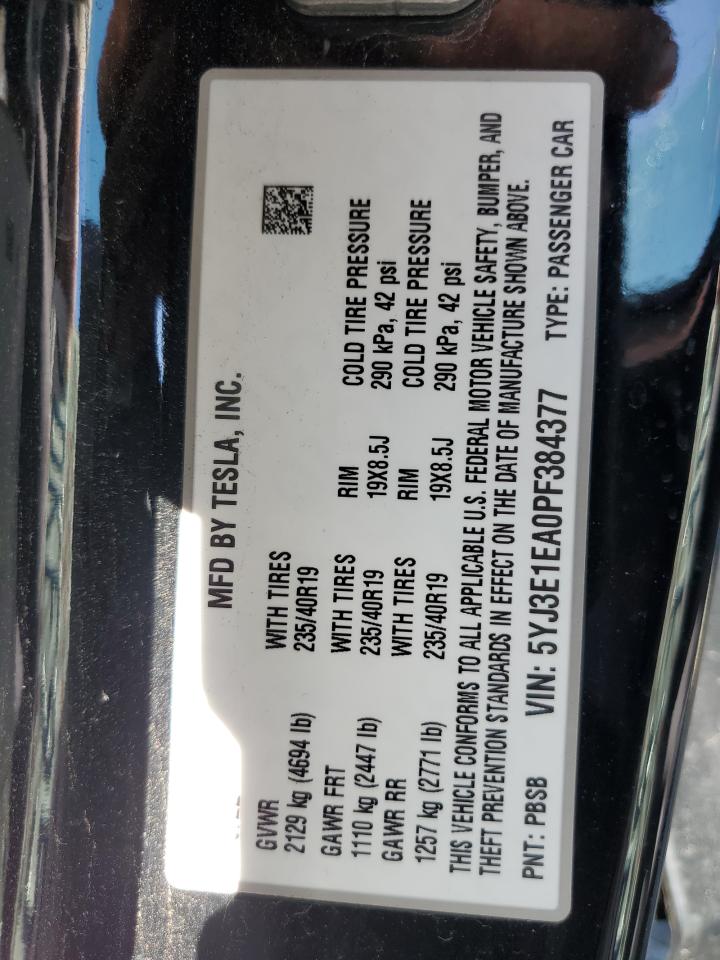 MFD BY TESLA, INC.
GVWR WITH TIRES
2129 kg (4694 lb) 235/40R19
GAWR FRT WITH TIRES RIM COLD TIRE PRESSURE
1110 kg (2447 lb) 235/40R19 19X8.5J 290 kPa, 42 psi
GAWR RR WITH TIRES RIM COLD TIRE PRESSURE
1257 kg (2771 lb) 235/40R19 19X8.5J 290 kPa, 42 psi
THIS VEHICLE CONFORMS TO ALL APPLICABLE U.S. FEDERAL MOTOR VEHICLE SAFETY, BUMPER, AND
THEFT PREVENTION STANDARDS IN EFFECT ON THE DATE OF MANUFACTURE SHOWN ABOVE.
PNT: PBSB VIN: 5YJ3E1EA0PF384377 TYPE: PASSENGER CAR